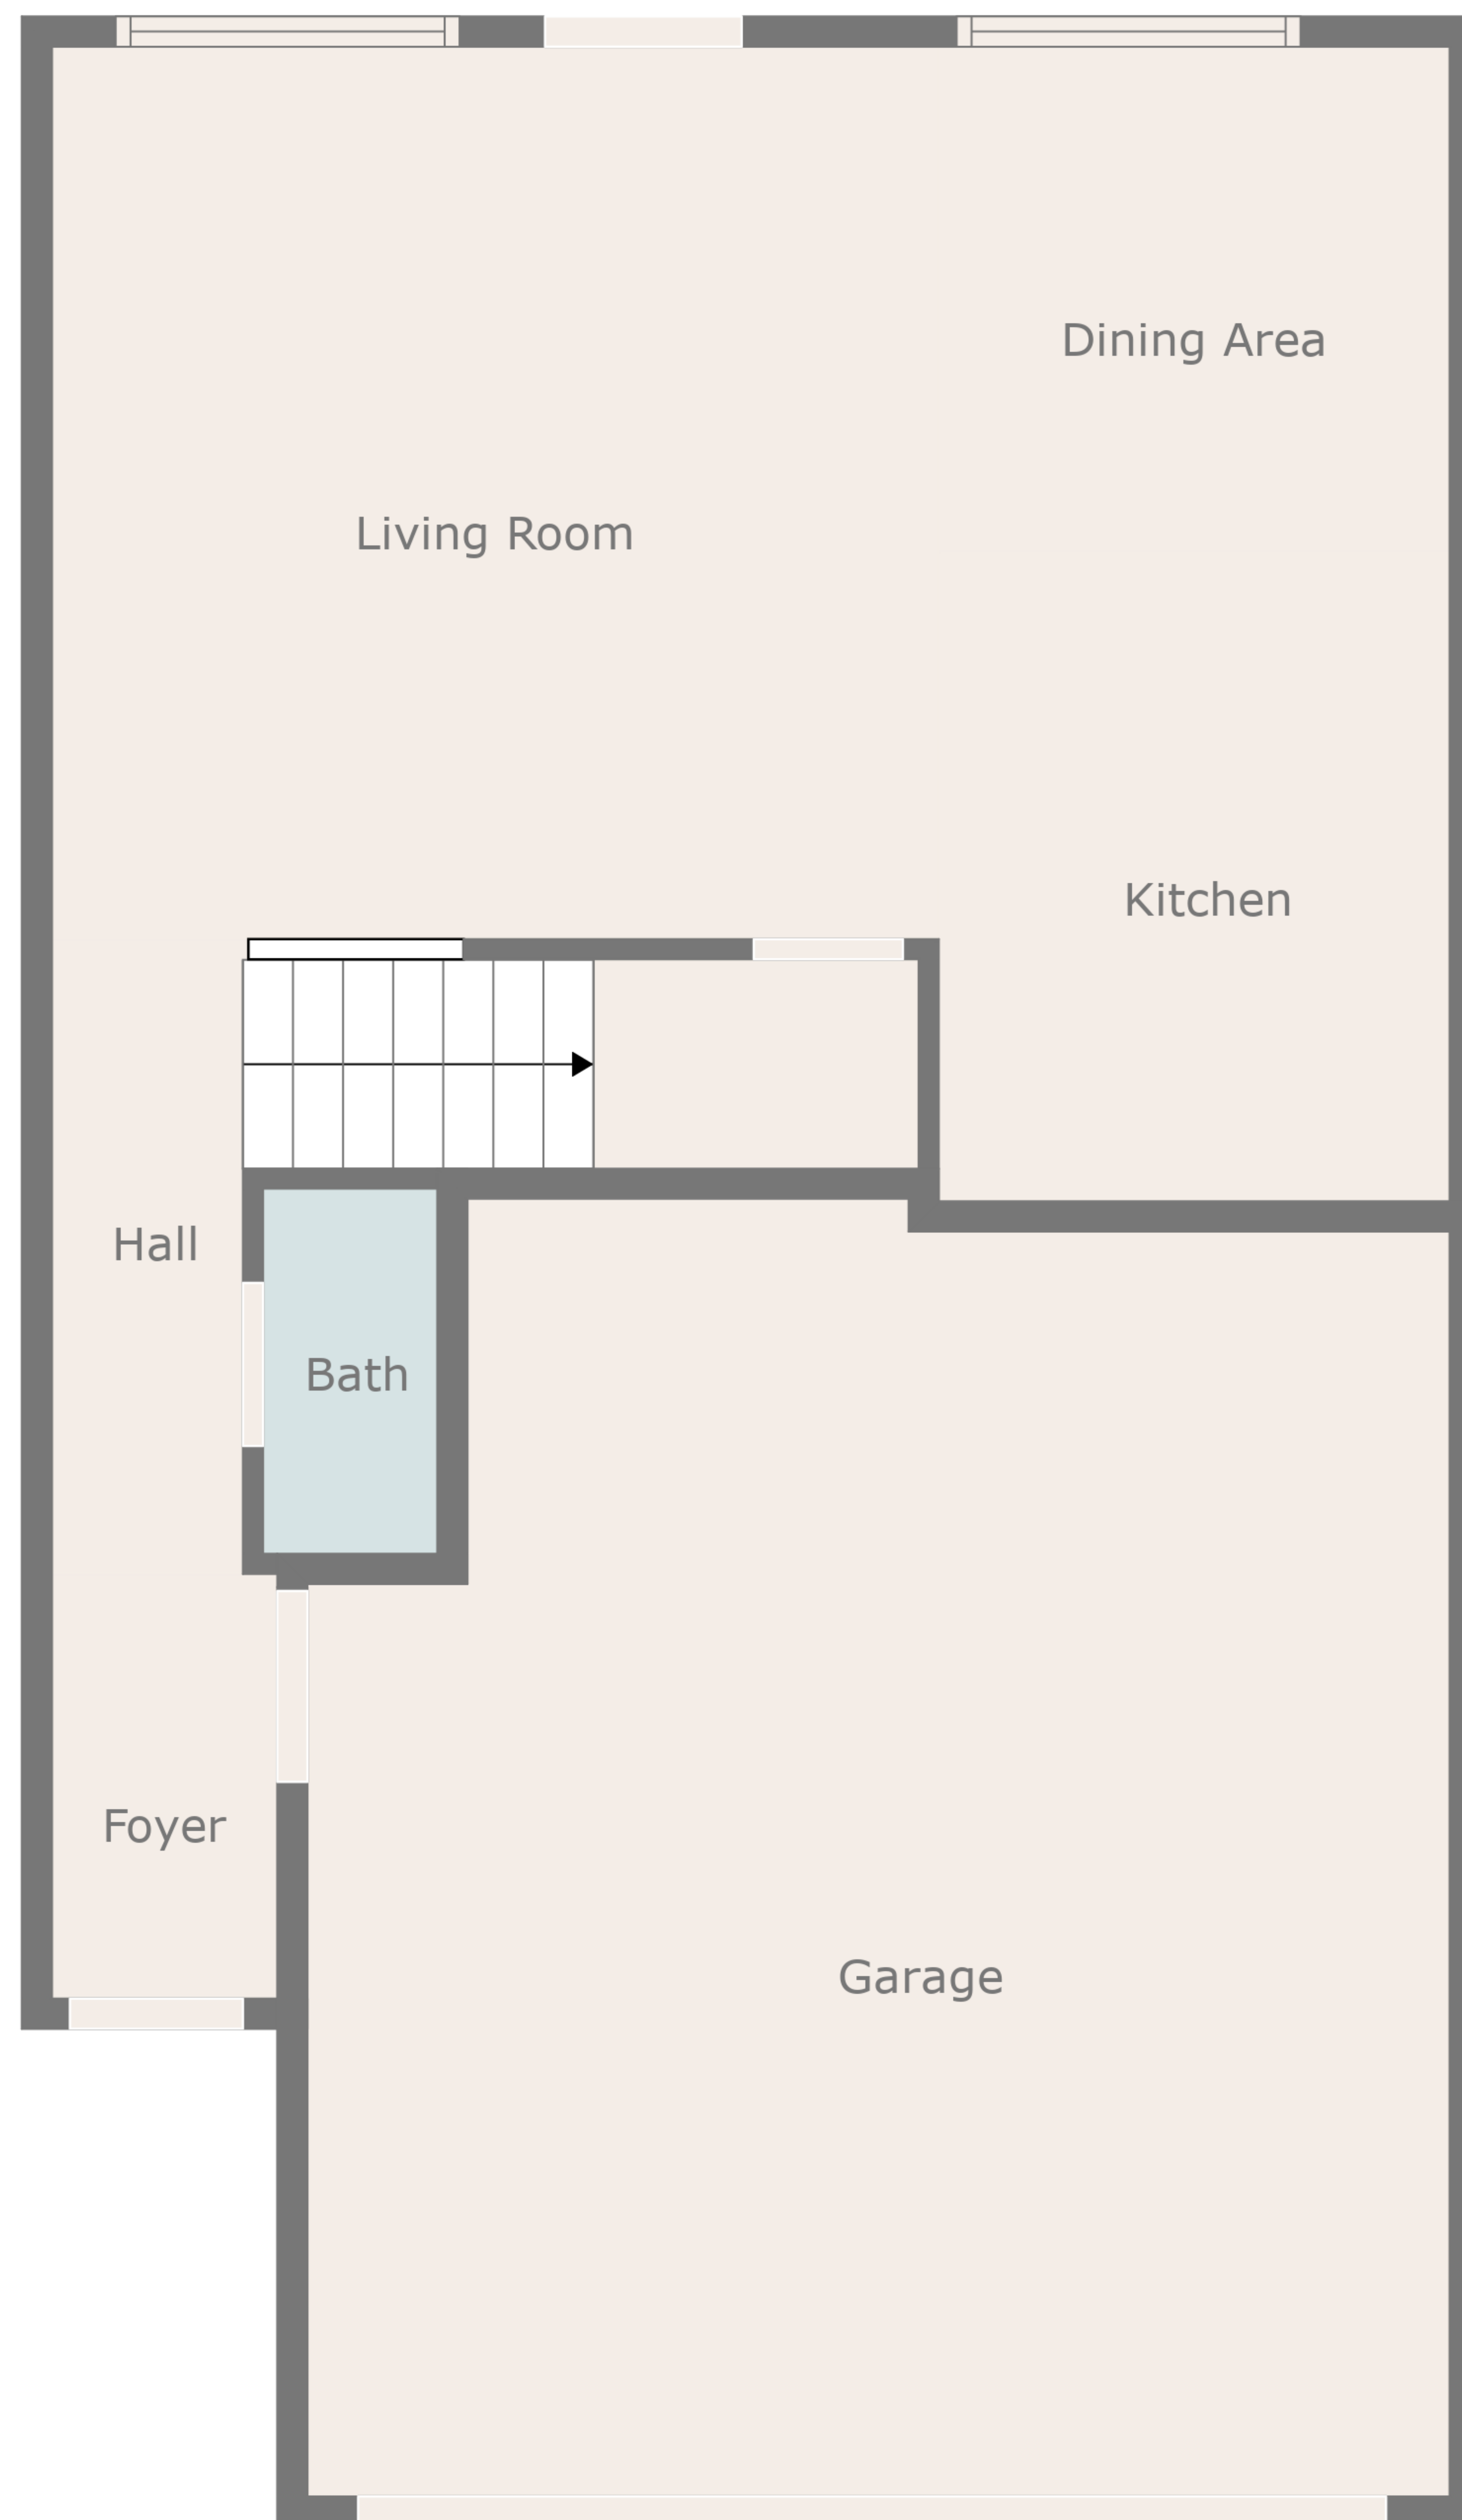 Dining Area
Living Room
Kitchen
Hall
Bath
Foyer
Garage